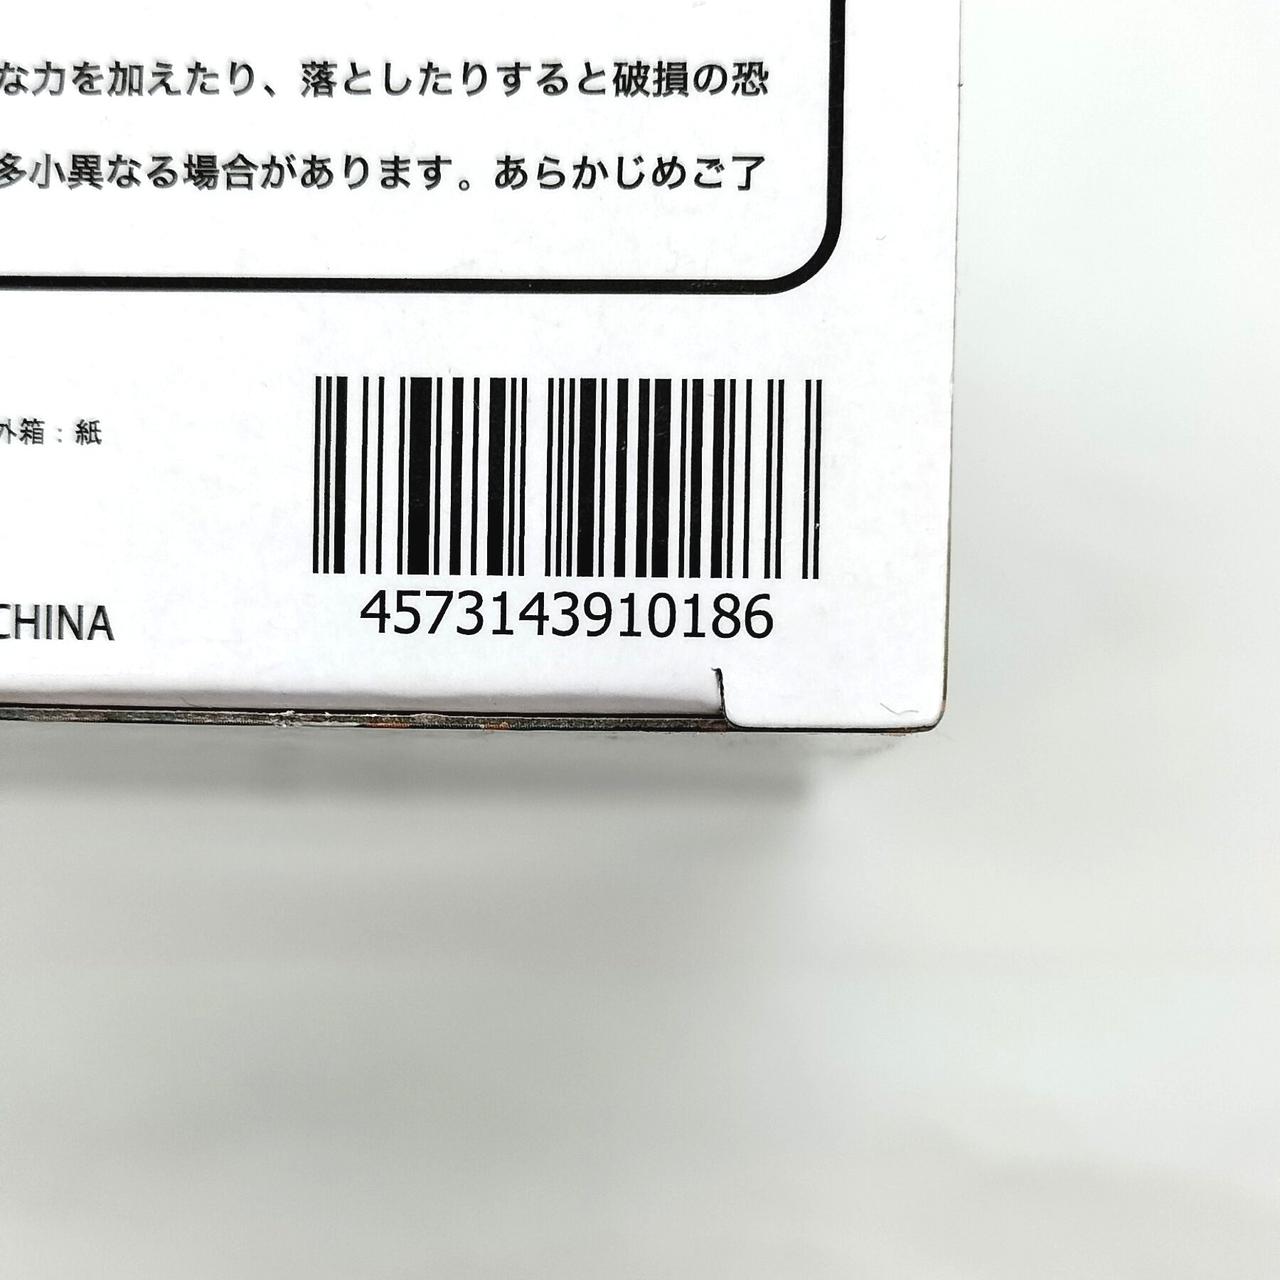 な力を加えたり、落としたりすると破損の恐
多小異なる場合があります。あらかじめご了
外箱：紙
CHINA
4573143910186